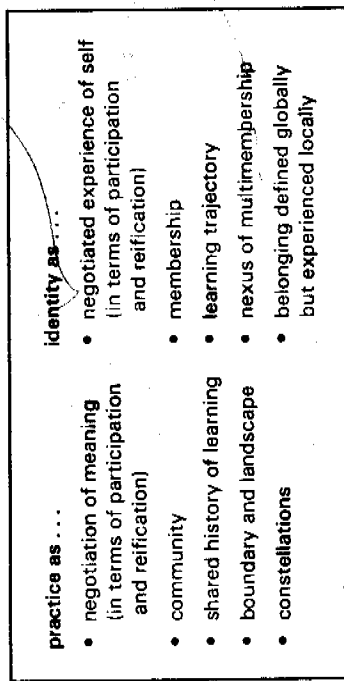 practice as . . .
• negotiation of meaning
(in terms of participation
and reification)
• community
• shared history of learning
• boundary and landscape
• constellations
identity as . . .
• negotiated experience of self
(in terms of participation
and reification)
• membership
• learning trajectory
• nexus of multimembership
• belonging defined globally
but experienced locally